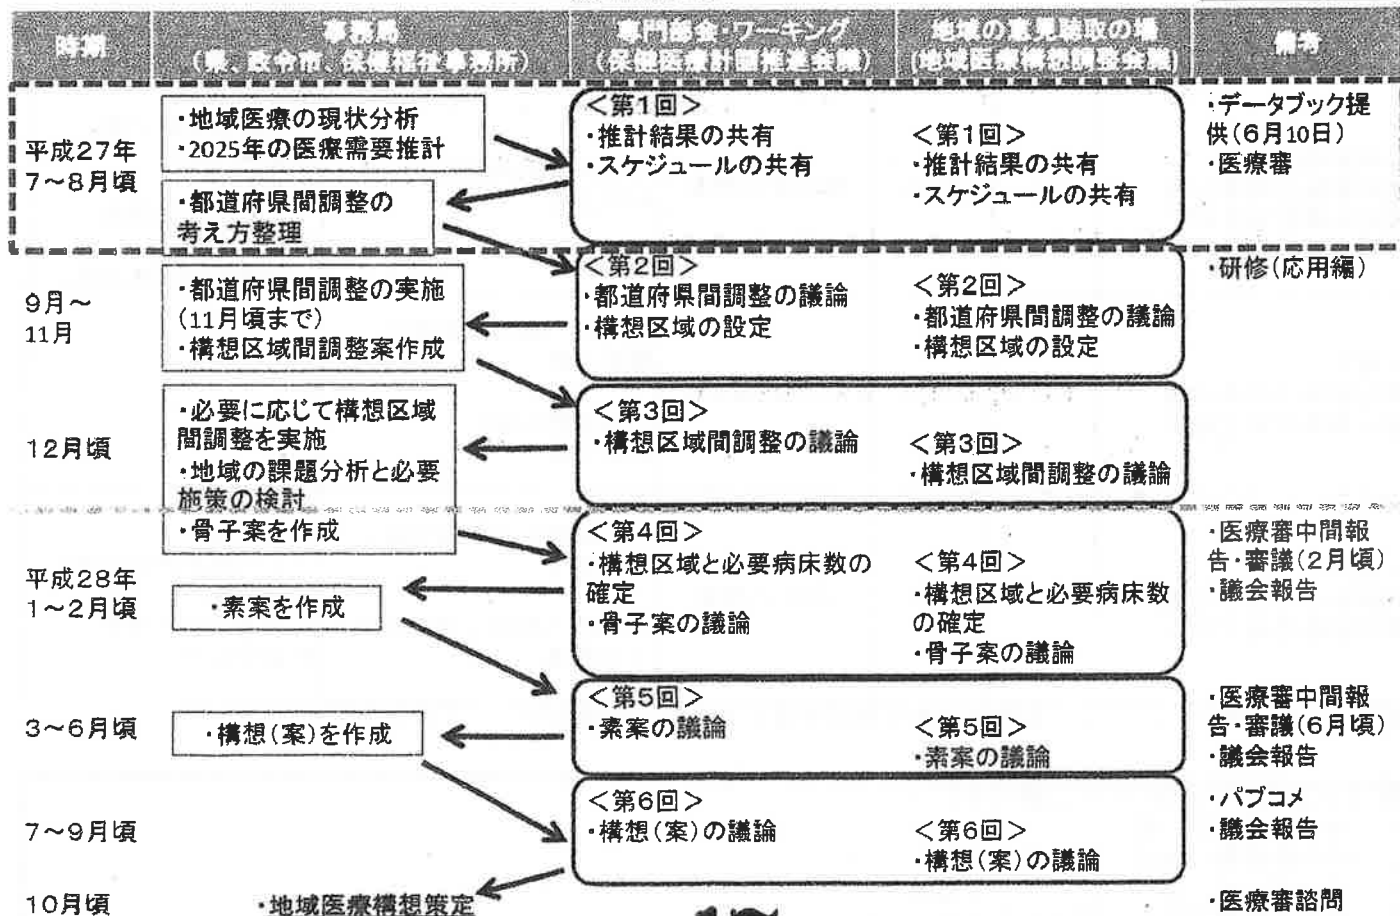 時期
事務局
(県、政令市、保健福祉事務所)
専門部会・ワーキング
(保健医療計画推進会議)
地域の意見聴取の場
(地域医療構想調整会議)
備考
平成27年
7～8月頃
・地域医療の現状分析
・2025年の医療需要推計
・都道府県間調整の
考え方整理
＜第1回＞
・推計結果の共有
・スケジュールの共有
＜第1回＞
・推計結果の共有
・スケジュールの共有
・データブック提
供(6月10日)
・医療審
9月～
11月
・都道府県間調整の実施
(11月頃まで)
・構想区域間調整案作成
＜第2回＞
・都道府県間調整の議論
・構想区域の設定
＜第2回＞
・都道府県間調整の議論
・構想区域の設定
・研修(応用編)
12月頃
・必要に応じて構想区域
間調整を実施
・地域の課題分析と必要
施策の検討
・骨子案を作成
＜第3回＞
・構想区域間調整の議論
＜第3回＞
・構想区域間調整の議論
平成28年
1～2月頃
・素案を作成
＜第4回＞
・構想区域と必要病床数の
確定
・骨子案の議論
＜第4回＞
・構想区域と必要病床数
の確定
・骨子案の議論
・医療審中間報
告・審議(2月頃)
・議会報告
3～6月頃
・構想(案)を作成
＜第5回＞
・素案の議論
＜第5回＞
・素案の議論
・医療審中間報
告・審議(6月頃)
・議会報告
7～9月頃
＜第6回＞
・構想(案)の議論
＜第6回＞
・構想(案)の議論
・パブコメ
・議会報告
10月頃
・地域医療構想策定
・医療審諮問